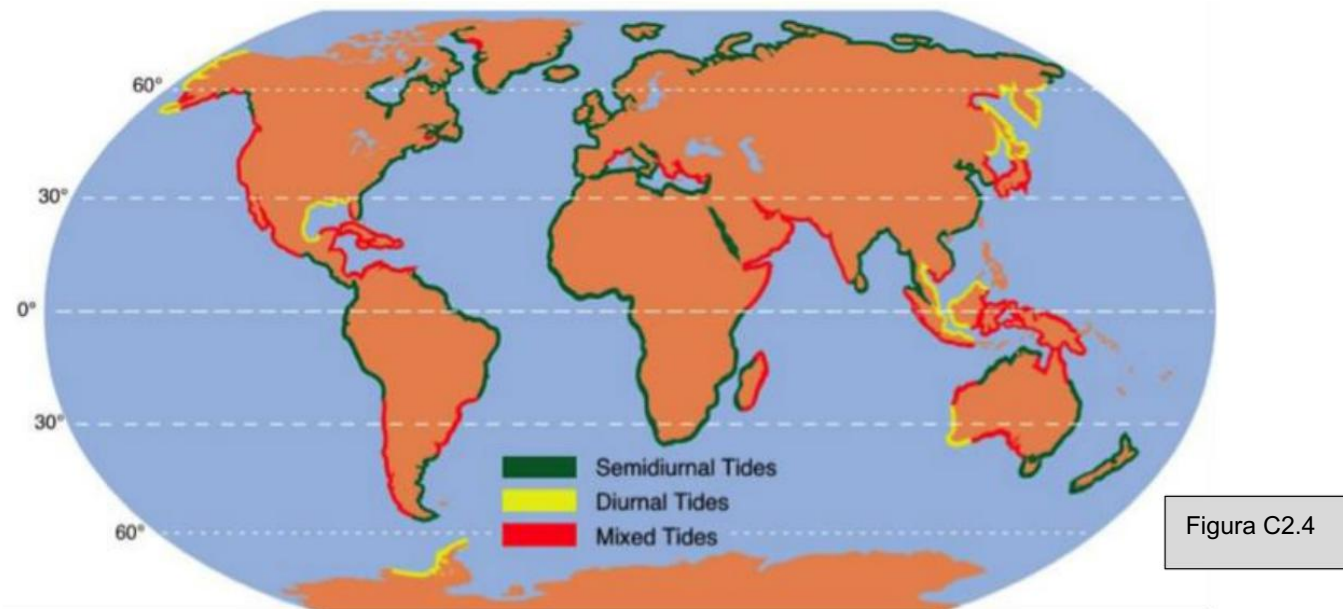 60°
30°
0°
30°
60°
Semidiurnal Tides
Diurnal Tides
Mixed Tides
Figura C2.4